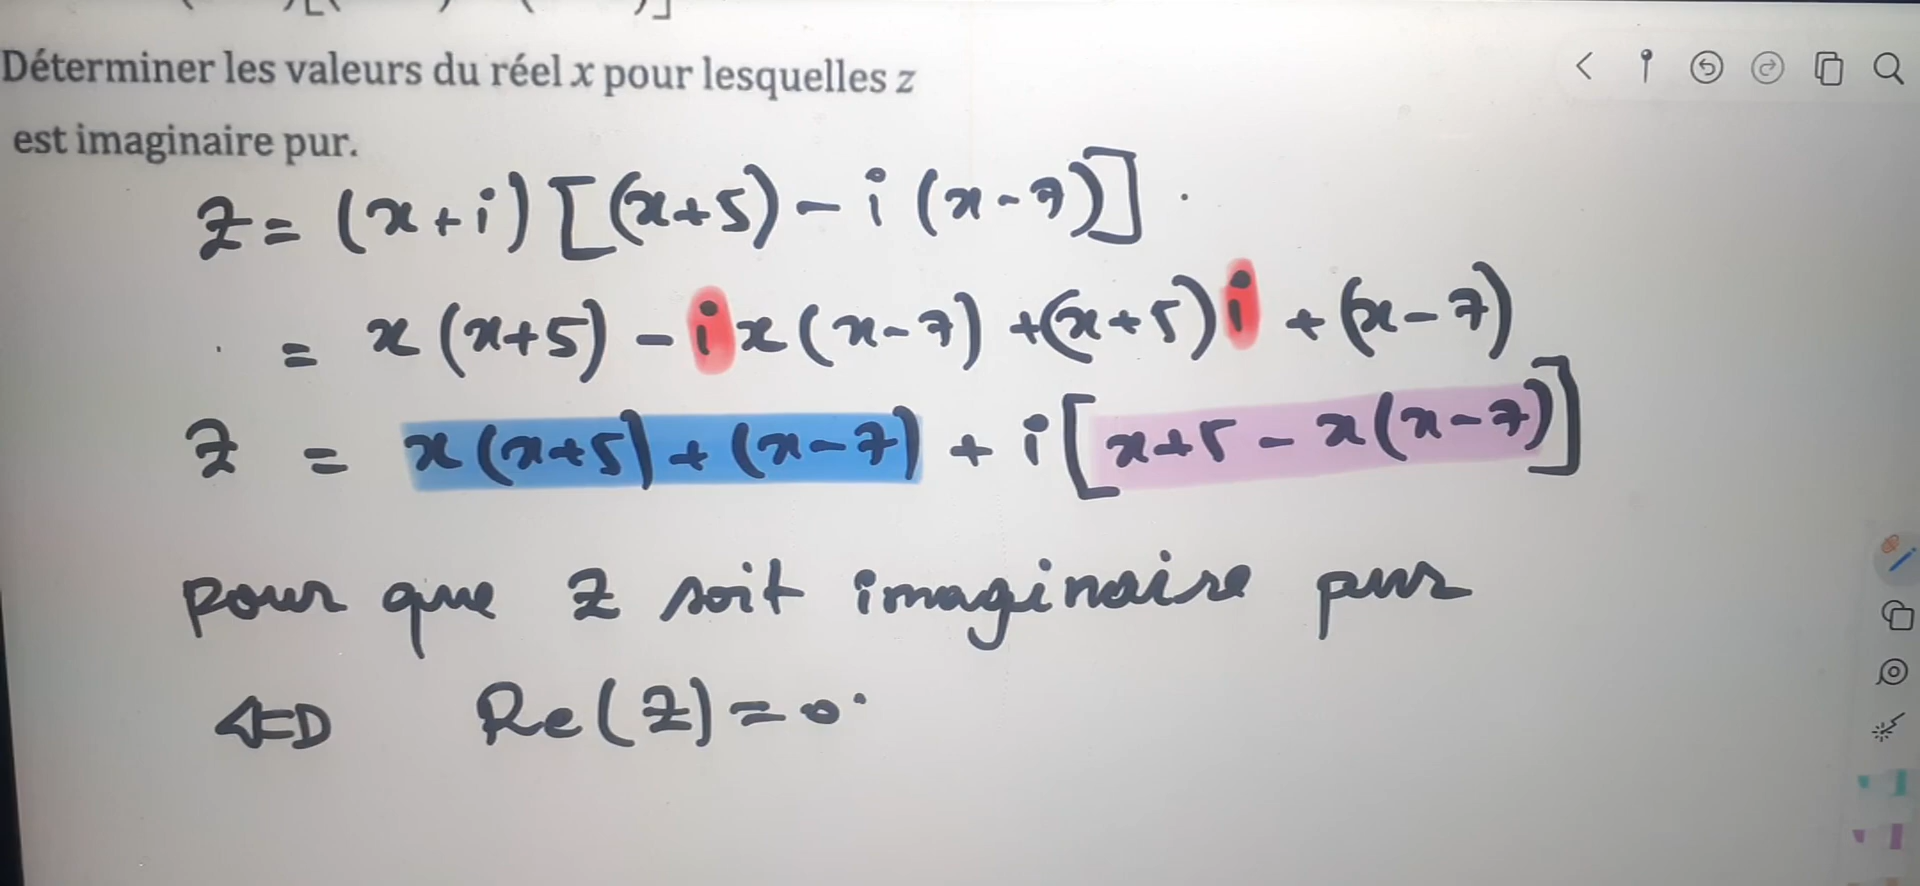 Déterminer les valeurs du réel x pour lesquelles z
est imaginaire pur.
z = (x+i) [(x+5) - i (x-7)].
= x (x+5) - i x (x-7) + (x+5) i + (x-7)
z = x (x+5) + (x-7) + i [x+5 - x (x-7)]
pour que z soit imaginaire pur
⇔ Re(z) = 0.